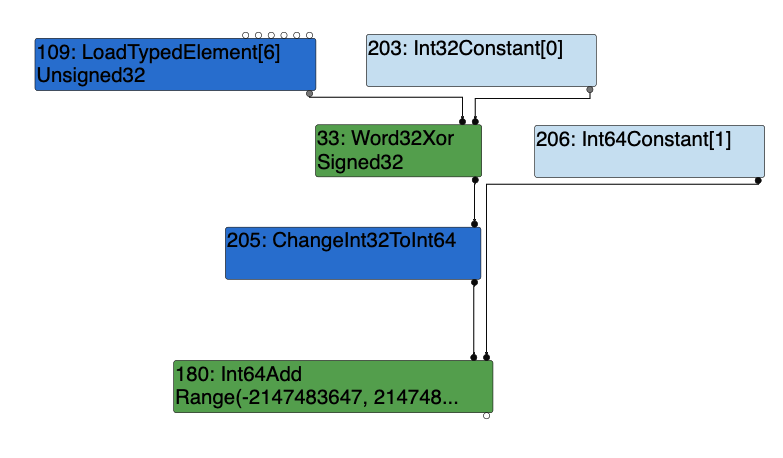 109: LoadTypedElement[6]
Unsigned32
203: Int32Constant[0]
33: Word32Xor
Signed32
206: Int64Constant[1]
205: ChangeInt32ToInt64
180: Int64Add
Range(-2147483647, 214748...